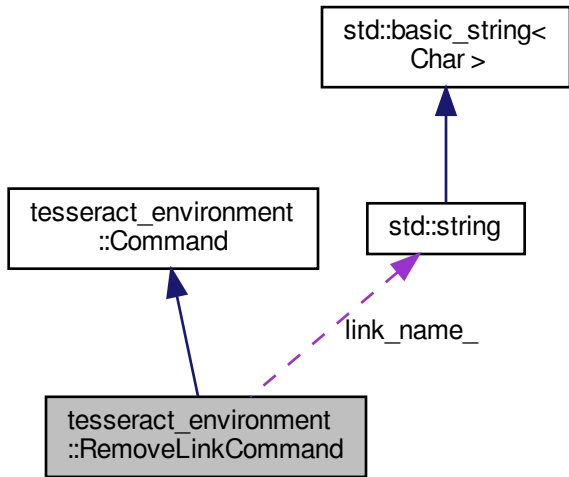 std::basic_string<
Char >
tesseract_environment
::Command
std::string
link_name_
tesseract_environment
::RemoveLinkCommand